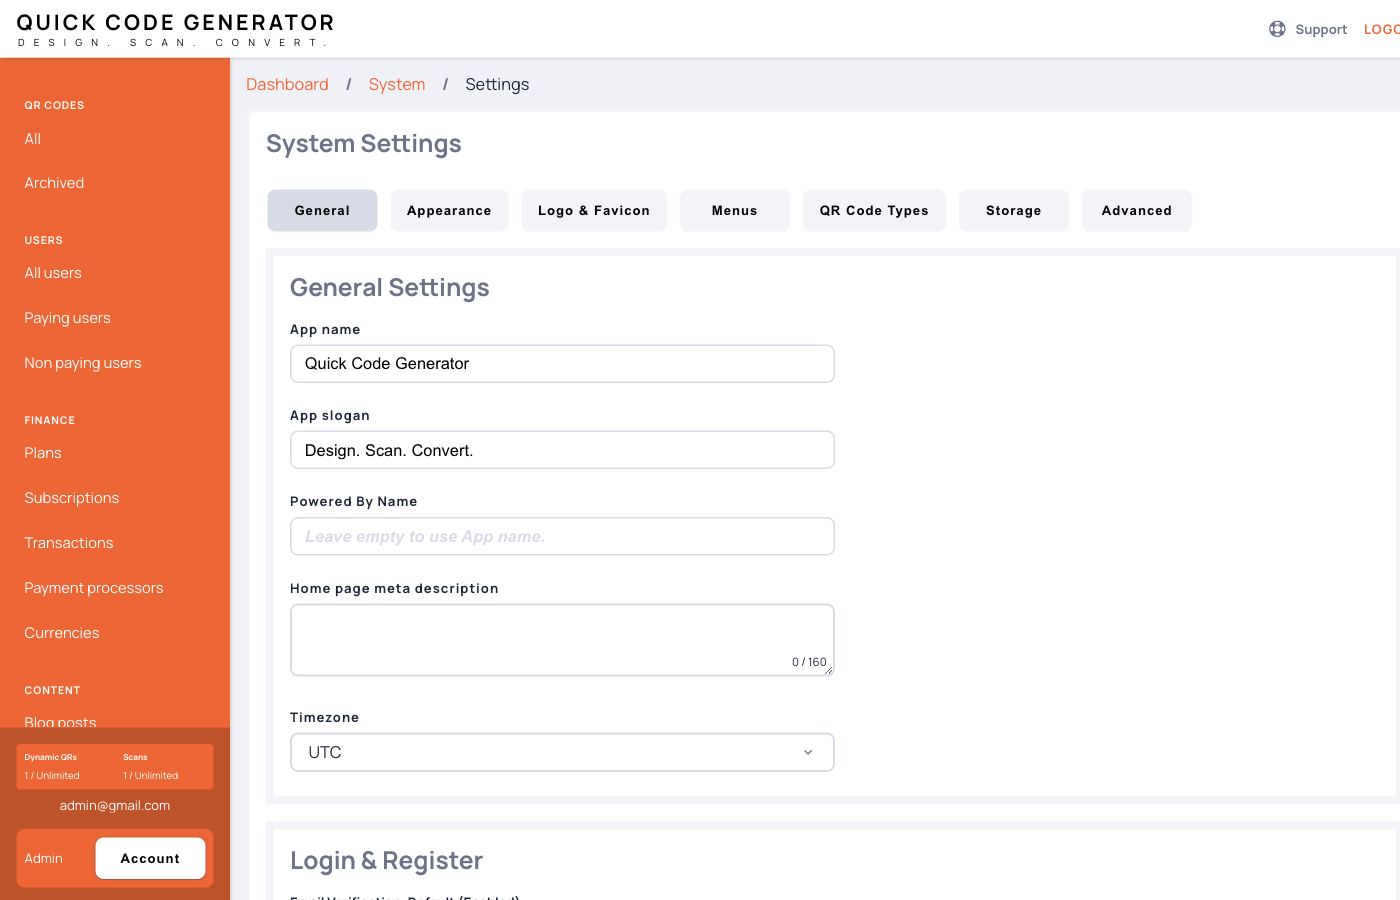 QUICK CODE GENERATOR
DESIGN. SCAN. CONVERT.
Support
Dashboard / System / Settings
QR CODES
All
Archived
USERS
All users
Paying users
Non paying users
FINANCE
Plans
Subscriptions
Transactions
Payment processors
Currencies
CONTENT
Blog posts
Dynamic QRs
Scans
1 / Unlimited
1 / Unlimited
admin@gmail.com
Admin
Account
System Settings
General
Appearance
Logo & Favicon
Menus
QR Code Types
Storage
Advanced
General Settings
App name
Quick Code Generator
App slogan
Design. Scan. Convert.
Powered By Name
Leave empty to use App name.
Home page meta description
0 / 160
Timezone
UTC
Login & Register
Email Verification, Default (Enabled)